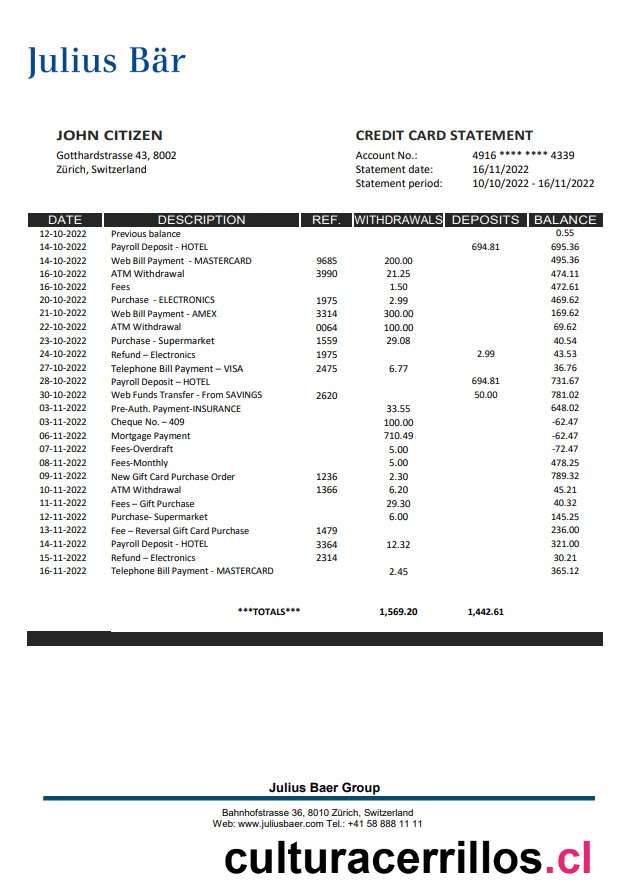 Julius Bär
JOHN CITIZEN
Gotthardstrasse 43, 8002
Zürich, Switzerland
CREDIT CARD STATEMENT
Account No.: 4916 **** **** 4339
Statement date: 16/11/2022
Statement period: 10/10/2022 - 16/11/2022
DATE DESCRIPTION REF. WITHDRAWALS DEPOSITS BALANCE
12-10-2022 Previous balance 0.55
14-10-2022 Payroll Deposit - HOTEL 694.81 695.36
14-10-2022 Web Bill Payment - MASTERCARD 9685 200.00 495.36
16-10-2022 ATM Withdrawal 3990 21.25 474.11
16-10-2022 Fees 1.50 472.61
20-10-2022 Purchase - ELECTRONICS 1975 2.99 469.62
21-10-2022 Web Bill Payment - AMEX 3314 300.00 169.62
22-10-2022 ATM Withdrawal 0064 100.00 69.62
23-10-2022 Purchase - Supermarket 1559 29.08 40.54
24-10-2022 Refund – Electronics 1975 2.99 43.53
27-10-2022 Telephone Bill Payment – VISA 2475 6.77 36.76
28-10-2022 Payroll Deposit – HOTEL 694.81 731.67
30-10-2022 Web Funds Transfer - From SAVINGS 2620 50.00 781.02
03-11-2022 Pre-Auth. Payment-INSURANCE 33.55 648.02
03-11-2022 Cheque No. – 409 100.00 -62.47
06-11-2022 Mortgage Payment 710.49 -62.47
07-11-2022 Fees-Overdraft 5.00 -72.47
08-11-2022 Fees-Monthly 5.00 478.25
09-11-2022 New Gift Card Purchase Order 1236 2.30 789.32
10-11-2022 ATM Withdrawal 1366 6.20 45.21
11-11-2022 Fees – Gift Purchase 29.30 40.32
12-11-2022 Purchase- Supermarket 6.00 145.25
13-11-2022 Fee – Reversal Gift Card Purchase 1479 236.00
14-11-2022 Payroll Deposit - HOTEL 3364 12.32 321.00
15-11-2022 Refund – Electronics 2314 30.21
16-11-2022 Telephone Bill Payment - MASTERCARD 2.45 365.12
***TOTALS*** 1,569.20 1,442.61
Julius Baer Group
Bahnhofstrasse 36, 8010 Zürich, Switzerland
Web: www.juliusbaer.com Tel.: +41 58 888 11 11
culturacerrillos.cl